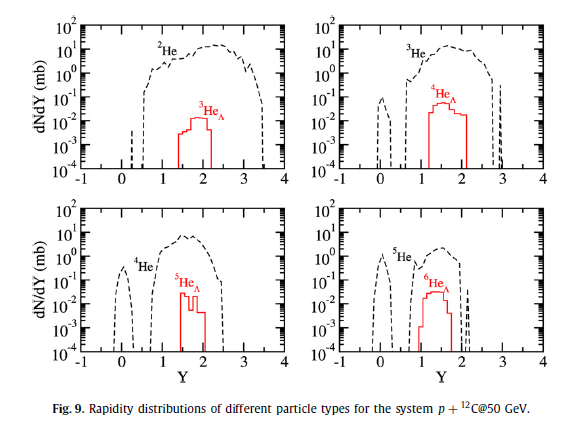 dNdY (mb)
10²
10¹
10⁰
10⁻¹
10⁻²
10⁻³
10⁻⁴
²He
³He_Λ
-1 0 1 2 3 4
10²
10¹
10⁰
10⁻¹
10⁻²
10⁻³
10⁻⁴
³He
⁴He_Λ
-1 0 1 2 3 4
dN/dY (mb)
10²
10¹
10⁰
10⁻¹
10⁻²
10⁻³
10⁻⁴
⁴He
⁵He_Λ
-1 0 1 2 3 4
Y
10²
10¹
10⁰
10⁻¹
10⁻²
10⁻³
10⁻⁴
⁵He
⁶He_Λ
-1 0 1 2 3 4
Y
Fig. 9. Rapidity distributions of different particle types for the system p + ¹²C@50 GeV.